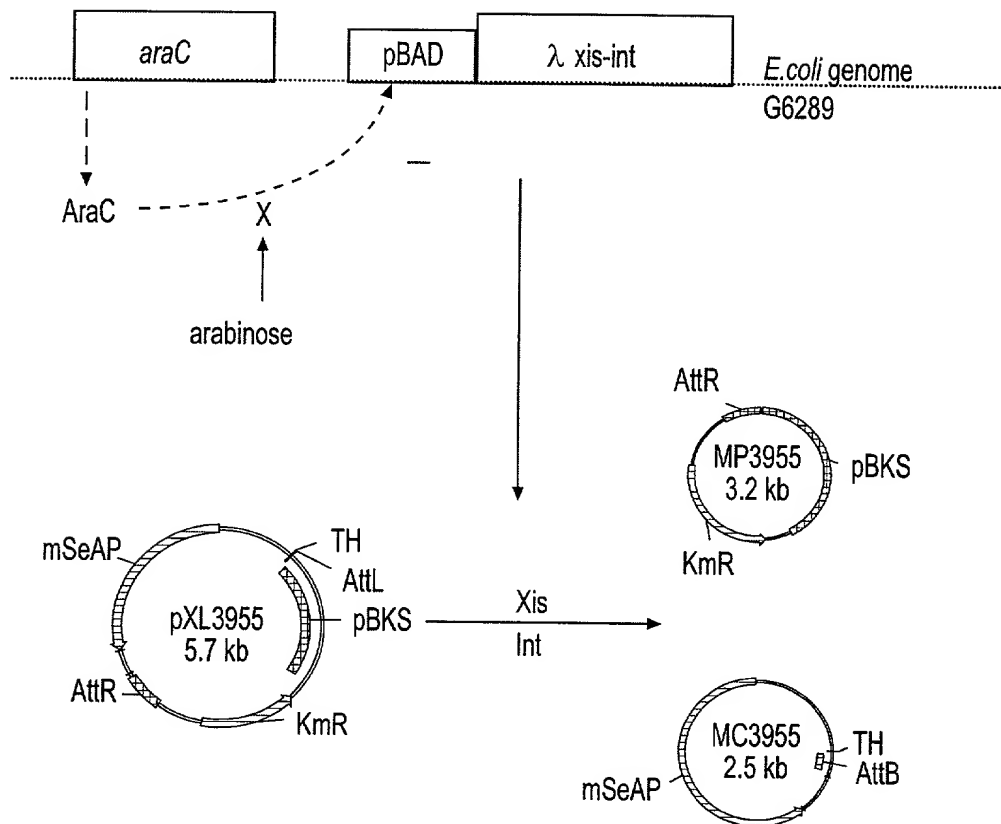 araC
pBAD
λ xis-int
E.coli genome
G6289
AraC
X
arabinose
AttR
MP3955
3.2 kb
pBKS
KmR
mSeAP
TH
AttL
pBKS
pXL3955
5.7 kb
AttR
KmR
Xis
Int
MC3955
2.5 kb
TH
AttB
mSeAP